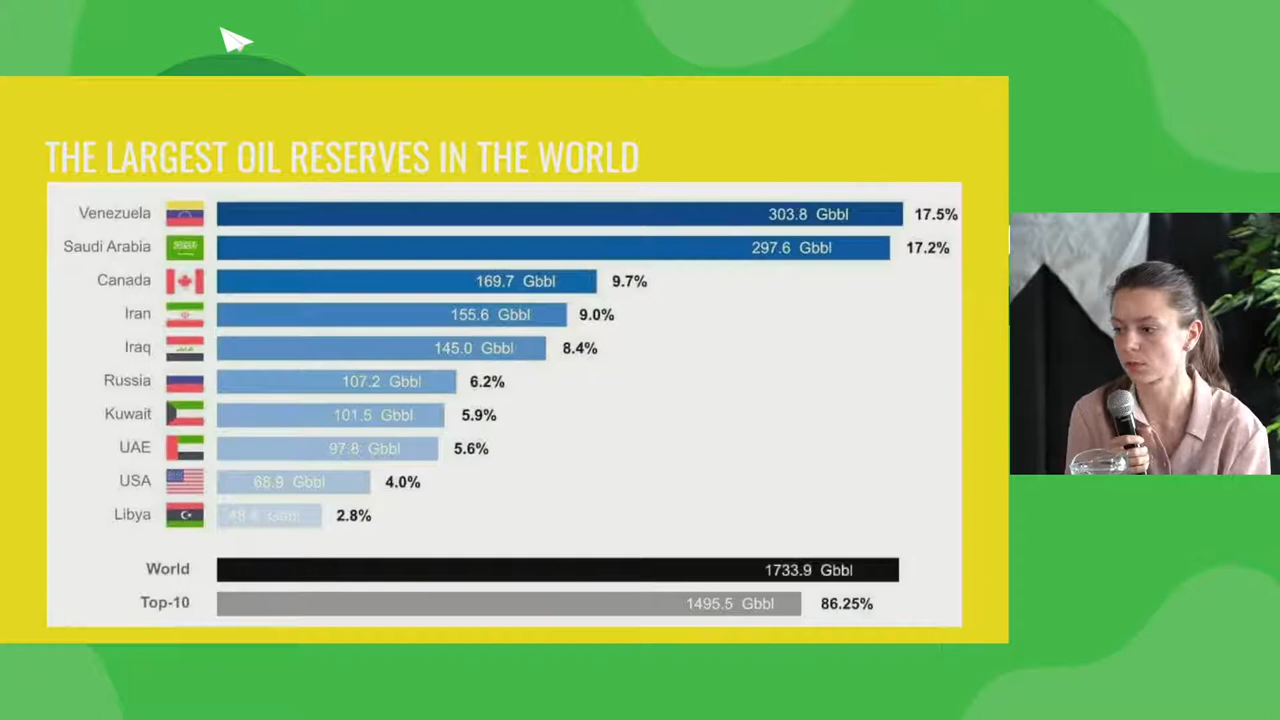 THE LARGEST OIL RESERVES IN THE WORLD
Venezuela 303.8 Gbbl 17.5%
Saudi Arabia 297.6 Gbbl 17.2%
Canada 169.7 Gbbl 9.7%
Iran 155.6 Gbbl 9.0%
Iraq 145.0 Gbbl 8.4%
Russia 107.2 Gbbl 6.2%
Kuwait 101.5 Gbbl 5.9%
UAE 97.8 Gbbl 5.6%
USA 68.9 Gbbl 4.0%
Libya Gbbl 2.8%
World 1733.9 Gbbl
Top-10 1495.5 Gbbl 86.25%